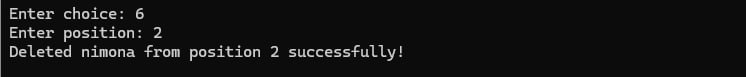 Enter choice: 6
Enter position: 2
Deleted nimona from position 2 successfully!